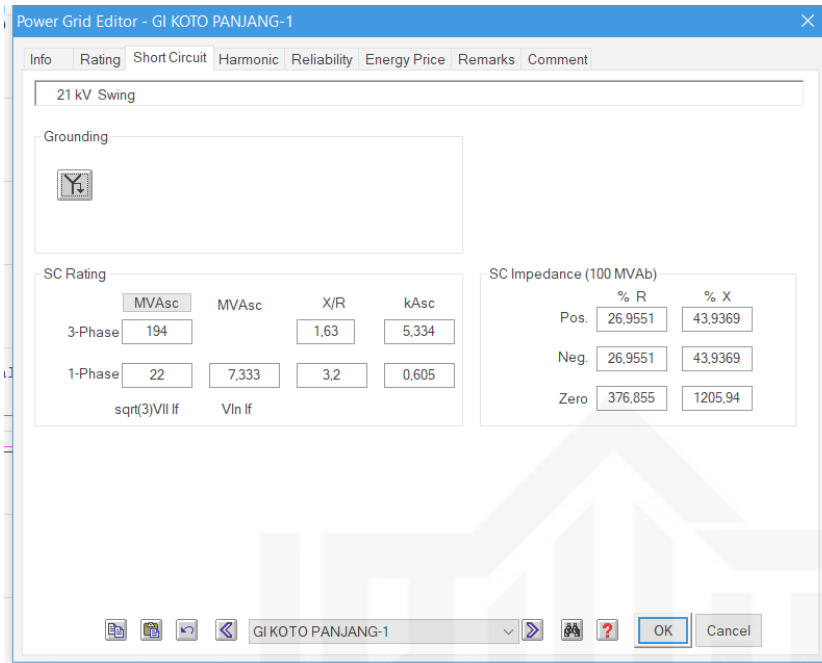 Power Grid Editor - GI KOTO PANJANG-1
Info Rating Short Circuit Harmonic Reliability Energy Price Remarks Comment
21 kV Swing
Grounding
SC Rating
MVAsc MVAsc X/R kAsc
3-Phase 194 1,63 5,334
1-Phase 22 7,333 3,2 0,605
sqrt(3)Vll If Vln If
SC Impedance (100 MVAb)
% R % X
Pos. 26,9551 43,9369
Neg. 26,9551 43,9369
Zero 376,855 1205,94
GI KOTO PANJANG-1
?
OK
Cancel